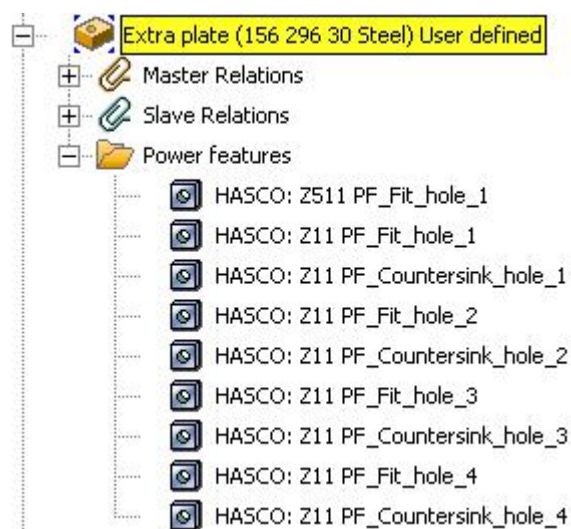 Extra plate (156 296 30 Steel) User defined
Master Relations
Slave Relations
Power features
HASCO: Z511 PF_Fit_hole_1
HASCO: Z11 PF_Fit_hole_1
HASCO: Z11 PF_Countersink_hole_1
HASCO: Z11 PF_Fit_hole_2
HASCO: Z11 PF_Countersink_hole_2
HASCO: Z11 PF_Fit_hole_3
HASCO: Z11 PF_Countersink_hole_3
HASCO: Z11 PF_Fit_hole_4
HASCO: Z11 PF_Countersink_hole_4